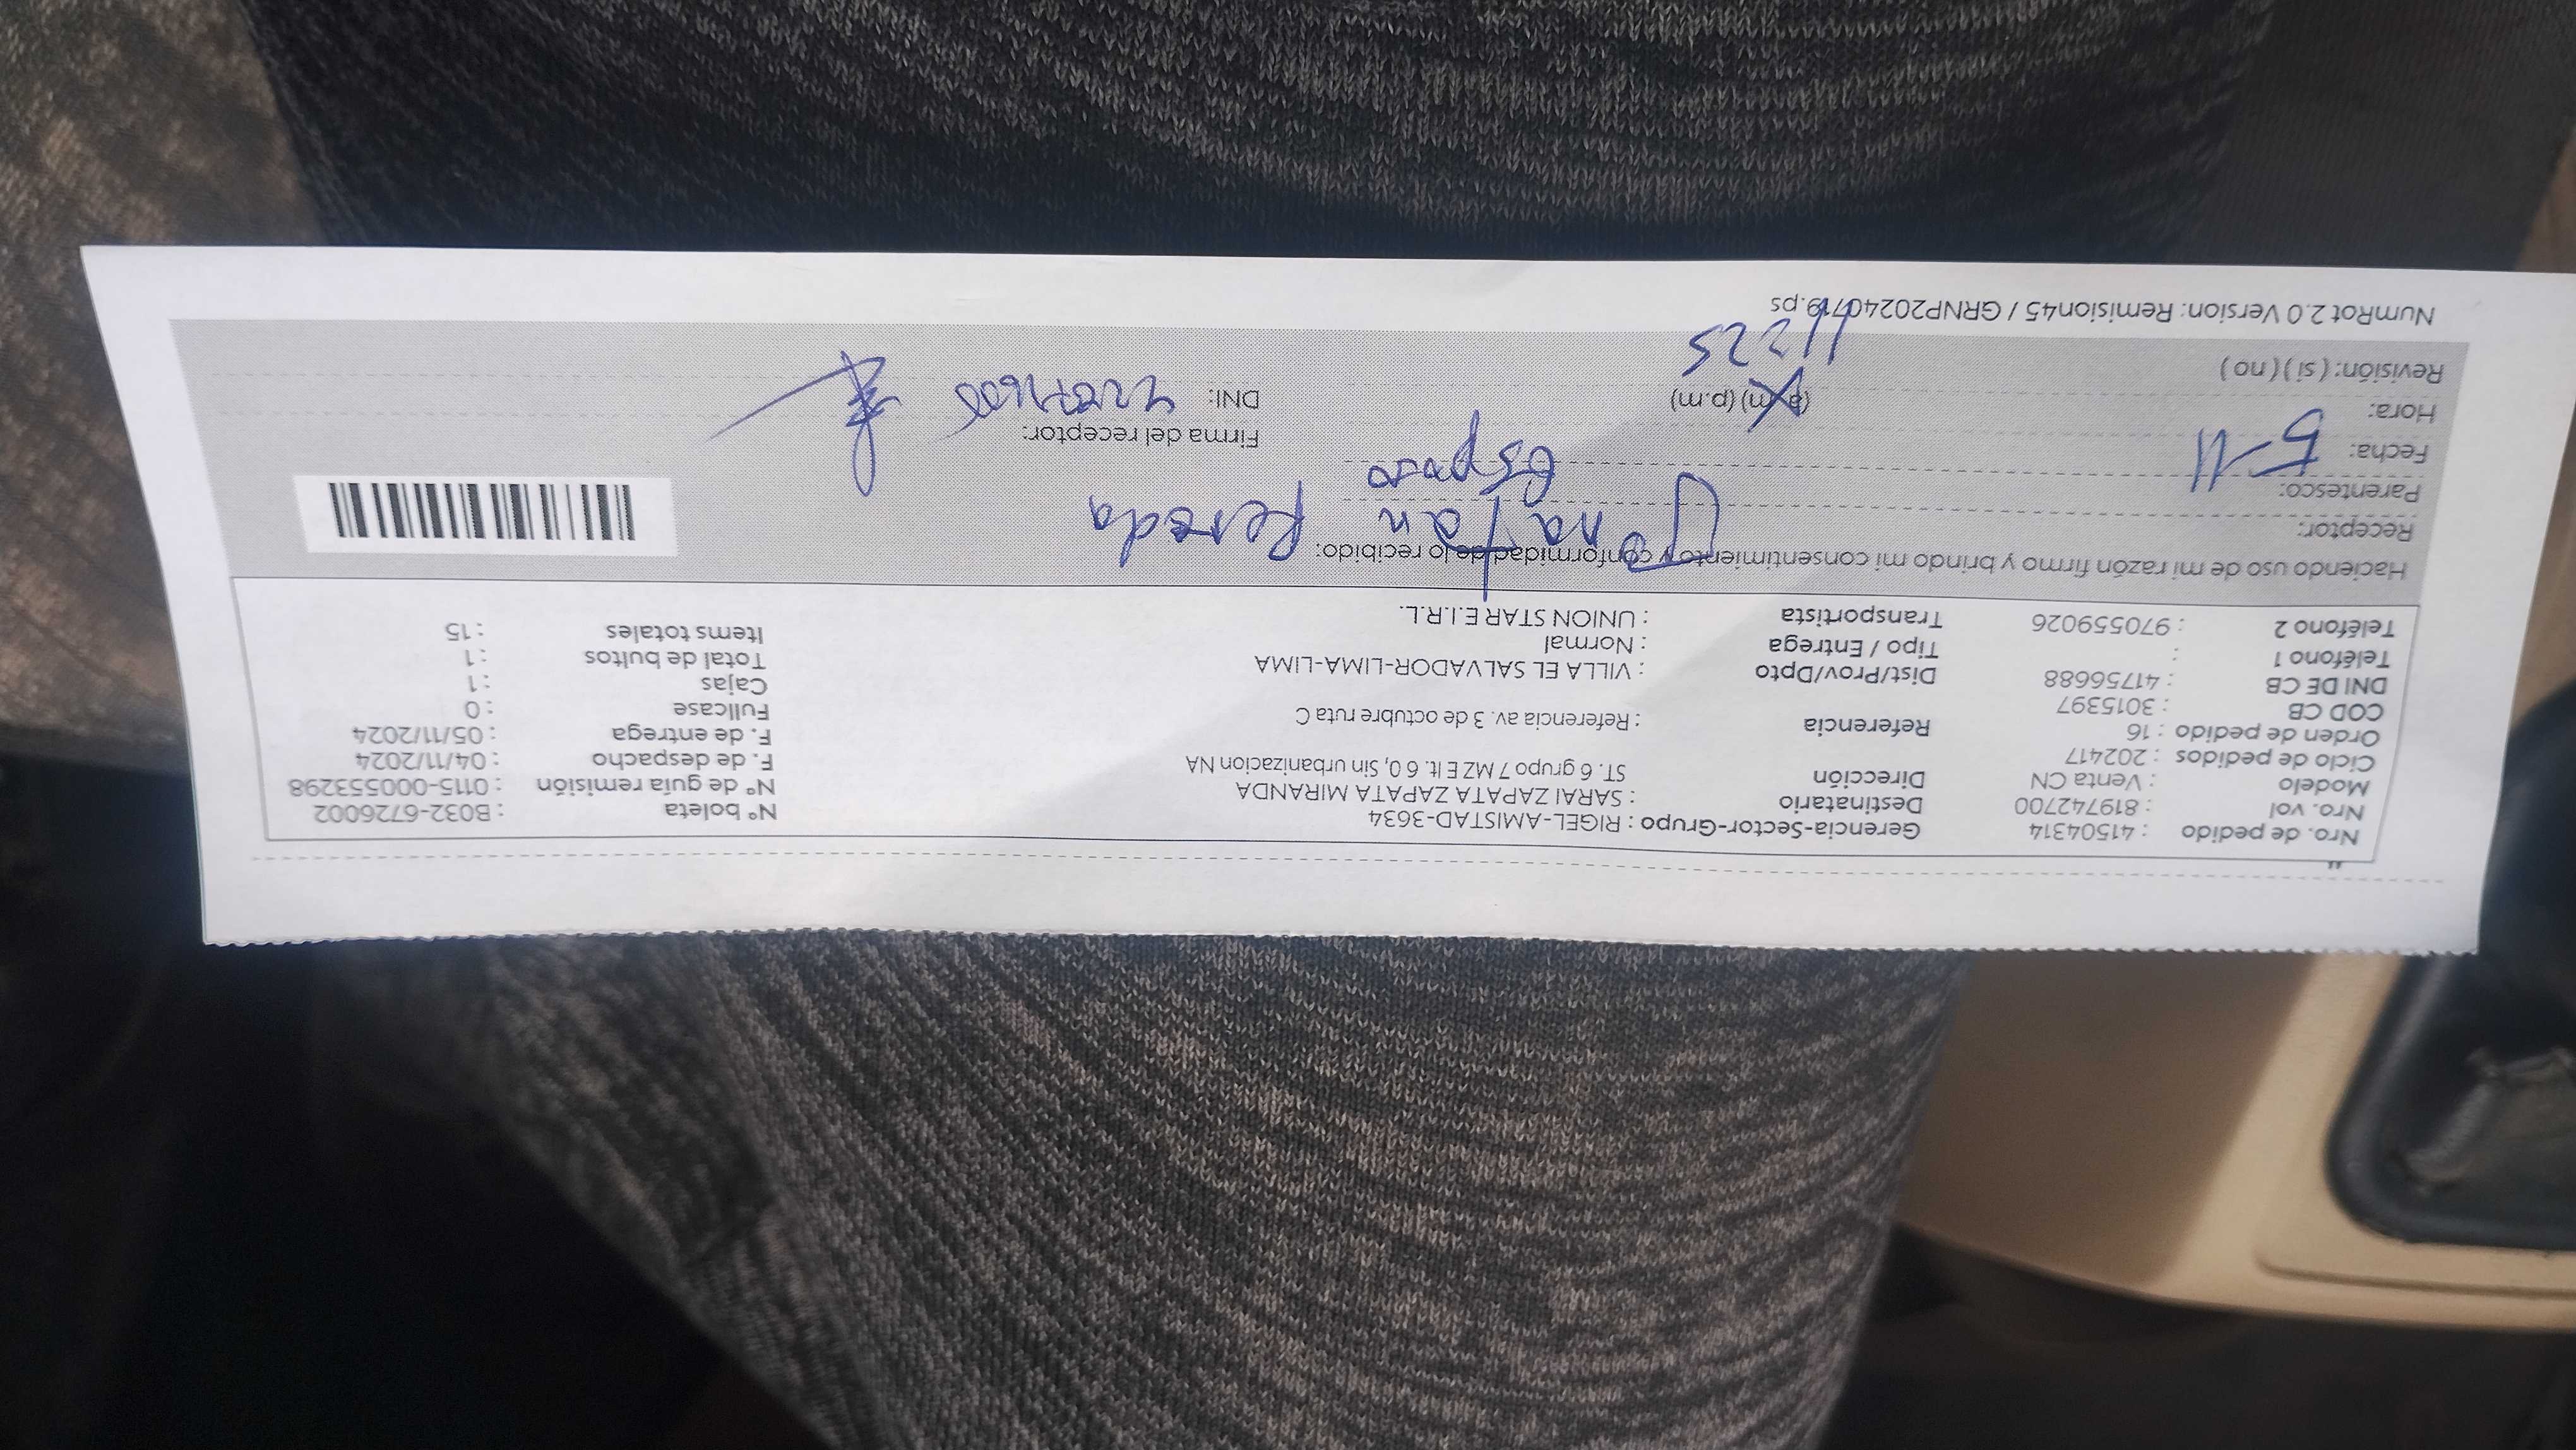 Nro. de pedido : 41504314 Gerencia-Sector-Grupo : RIGEL-AMISTAD-3634 N° boleta : B032-6726002
Nro. vol : 819742700 Destinatario : SARAI ZAPATA ZAPATA MIRANDA N° de guía remisión : 0115-000553298
Modelo : Venta CN Dirección ST. 6 grupo 7 MZ E lt. 6 0, Sin urbanizacion NA F. de despacho : 04/11/2024
Ciclo de pedidos : 202417 F. de entrega : 05/11/2024
Orden de pedido : 16 Referencia : Referencia av. 3 de octubre ruta C Fullcase : 0
COD CB : 3015397 Cajas : 1
DNI DE CB : 41756688 Dist/Prov/Dpto : VILLA EL SALVADOR-LIMA-LIMA Total de bultos : 1
Teléfono 1 : Tipo / Entrega : Normal Items totales : 15
Teléfono 2 : 970559026 Transportista : UNION STAR E.I.R.L.
Haciendo uso de mi razón firmo y brindo mi consentimiento y conformidad de lo recibido:
Receptor: Jonatan Pereda
Parentesco: Esposo
Fecha: 5-11 Firma del receptor:
Hora: (a.m) (p.m) DNI:
11:25
Revisión: ( si ) ( no )
NumRot 2.0 Version: Remision45 / GRNP20240719.ps